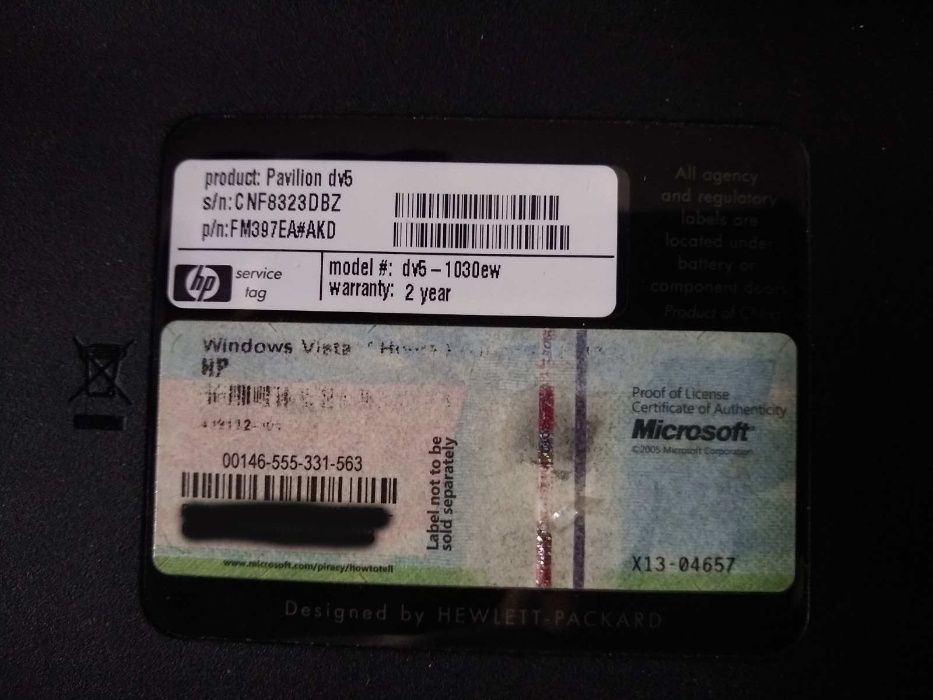 product: Pavilion dv5
s/n:CNF8323DBZ
p/n:FM397EA#AKD
hp service tag
model #: dv5-1030ew
warranty: 2 year
All agency
and regulatory
labels are
located under
battery or
component doors
Product of China
Windows Vista
HP
00146-555-331-563
Label not to be
sold separately
www.microsoft.com/piracy/howtotell
Proof of License
Certificate of Authenticity
Microsoft
©2005 Microsoft Corporation
X13-04657
Designed by HEWLETT-PACKARD